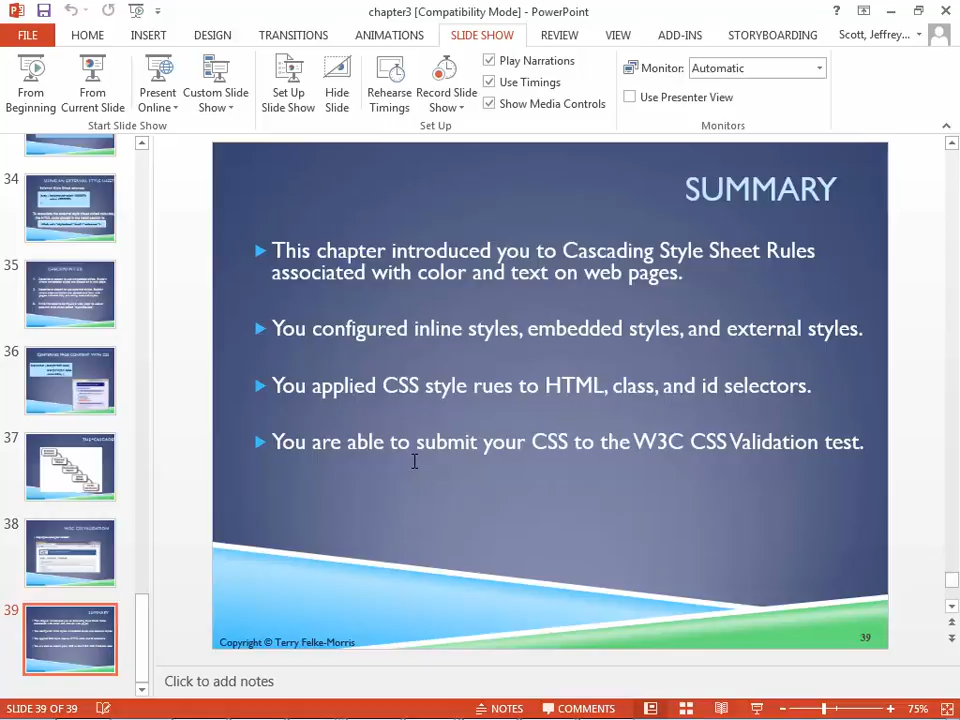 chapter3 [Compatibility Mode] - PowerPoint
FILE HOME INSERT DESIGN TRANSITIONS ANIMATIONS SLIDE SHOW REVIEW VIEW ADD-INS STORYBOARDING Scott, Jeffrey...
From Beginning
From Current Slide
Present Online
Custom Slide Show
Set Up Slide Show
Hide Slide
Rehearse Timings
Record Slide Show
Play Narrations
Use Timings
Show Media Controls
Monitor: Automatic
Use Presenter View
Start Slide Show
Set Up
Monitors
34
35
36
37
38
39
SUMMARY
This chapter introduced you to Cascading Style Sheet Rules
associated with color and text on web pages.
You configured inline styles, embedded styles, and external styles.
You applied CSS style rues to HTML, class, and id selectors.
You are able to submit your CSS to the W3C CSS Validation test.
Copyright © Terry Felke-Morris
39
Click to add notes
SLIDE 39 OF 39 NOTES COMMENTS 75%